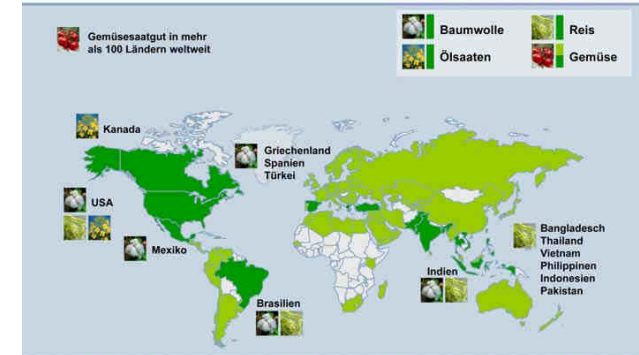 Gemüsesaatgut in mehr
als 100 Ländern weltweit
Baumwolle
Reis
Ölsaaten
Gemüse
Kanada
Griechenland
Spanien
Türkei
USA
Mexiko
Brasilien
Indien
Bangladesch
Thailand
Vietnam
Philippinen
Indonesien
Pakistan